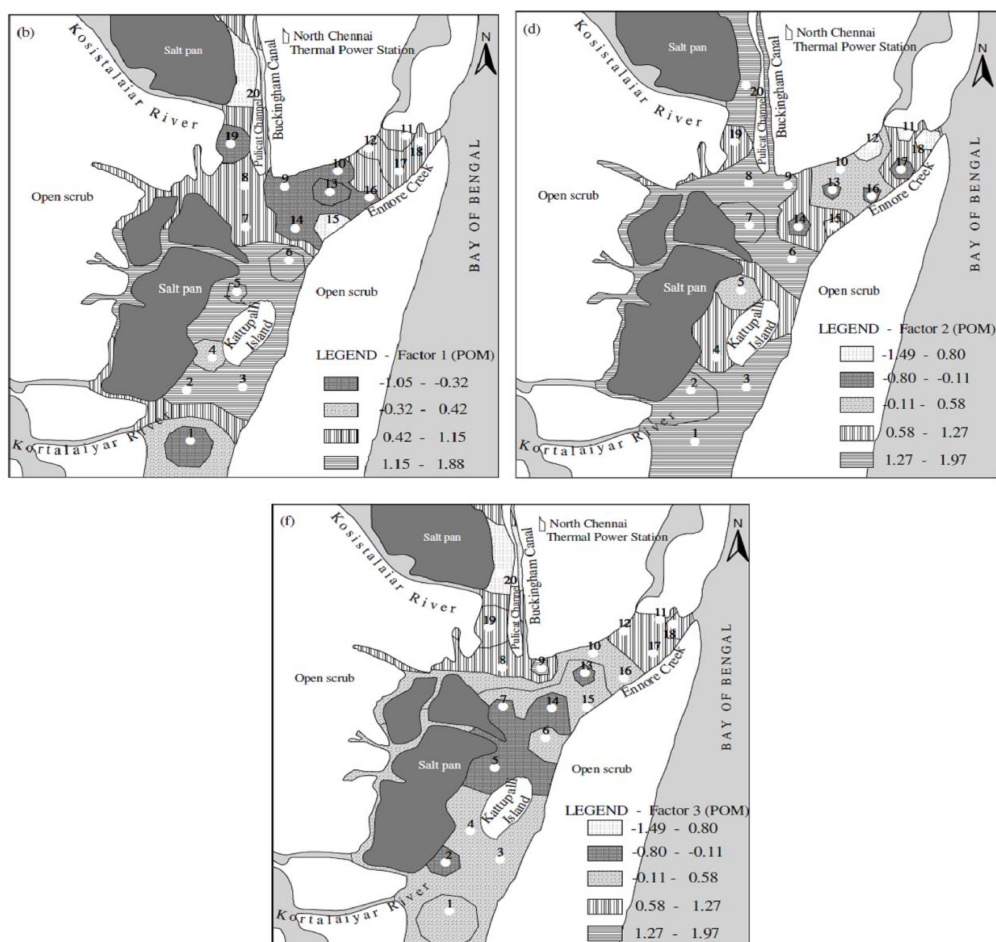 (b)
North Chennai
Thermal Power Station
N
Salt pan
Kosistalaiar River
20
Pulicat Channel
Buckingham Canal
19
12
11
18
10
17
8
9
13
16
Open scrub
Ennore Creek
14
15
7
6
BAY OF BENGAL
Salt pan
5
Open scrub
Kattupalli
Island
4
LEGEND - Factor 1 (POM)
2
3
-1.05 - -0.32
-0.32 - 0.42
1
Kortalaiyar River
0.42 - 1.15
1.15 - 1.88
(d)
North Chennai
Thermal Power Station
N
Salt pan
Kosistalaiar River
20
Pulicat Channel
Buckingham Canal
19
12
11
18
10
17
8
9
13
16
Open scrub
Ennore Creek
14
15
7
6
BAY OF BENGAL
Salt pan
5
Open scrub
Kattupalli
Island
4
LEGEND - Factor 2 (POM)
-1.49 - 0.80
2
3
-0.80 - -0.11
-0.11 - 0.58
1
Kortalaiyar River
0.58 - 1.27
1.27 - 1.97
(f)
North Chennai
Thermal Power Station
N
Salt pan
Kosistalaiar River
20
Pulicat Channel
Buckingham Canal
19
12
11
18
10
17
8
9
13
16
Open scrub
Ennore Creek
7
14
15
6
BAY OF BENGAL
Salt pan
5
Open scrub
Kattupalli
Island
4
LEGEND - Factor 3 (POM)
2
3
-1.49 - 0.80
-0.80 - -0.11
1
Kortalaiyar River
-0.11 - 0.58
0.58 - 1.27
1.27 - 1.97